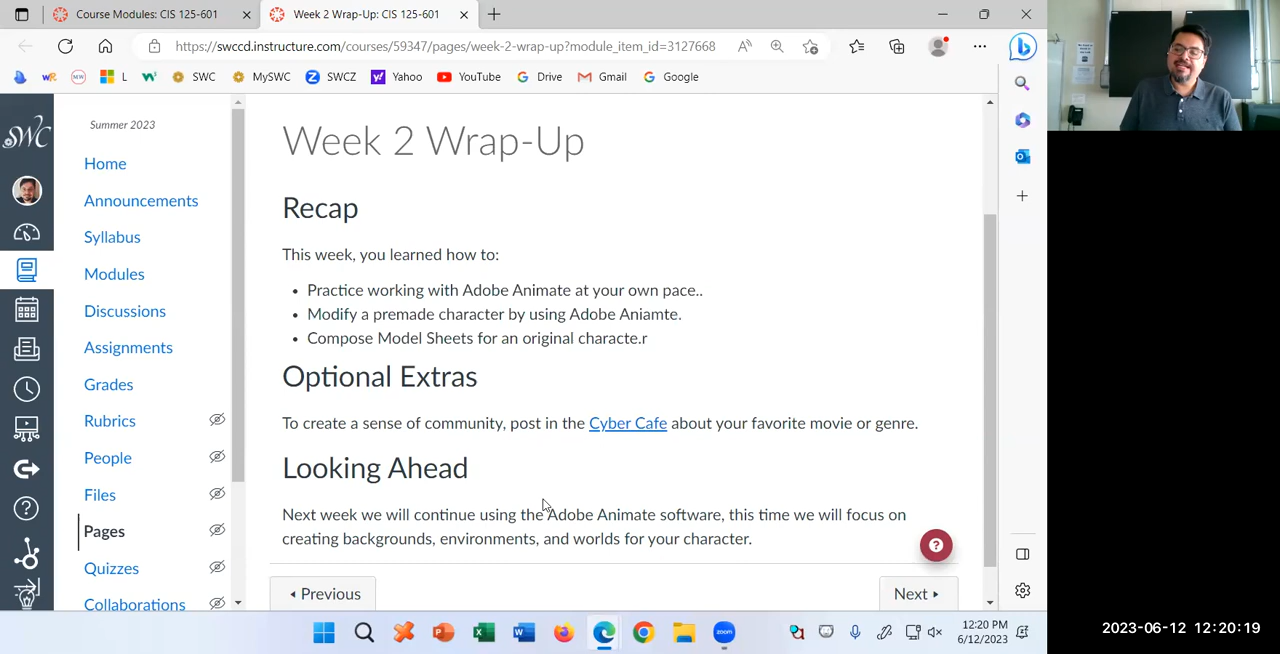 Course Modules: CIS 125-601
Week 2 Wrap-Up: CIS 125-601
https://swccd.instructure.com/courses/59347/pages/week-2-wrap-up?module_item_id=3127668
L
SWC
MySWC
SWCZ
Yahoo
YouTube
Drive
Gmail
Google
SWC
Summer 2023
Home
Announcements
Syllabus
Modules
Discussions
Assignments
Grades
Rubrics
People
Files
Pages
Quizzes
Collaborations
Week 2 Wrap-Up
Recap
This week, you learned how to:
Practice working with Adobe Animate at your own pace..
Modify a premade character by using Adobe Aniamte.
Compose Model Sheets for an original characte.r
Optional Extras
To create a sense of community, post in the Cyber Cafe about your favorite movie or genre.
Looking Ahead
Next week we will continue using the Adobe Animate software, this time we will focus on
creating backgrounds, environments, and worlds for your character.
Previous
Next
zoom
12:20 PM
6/12/2023
2023-06-12 12:20:19